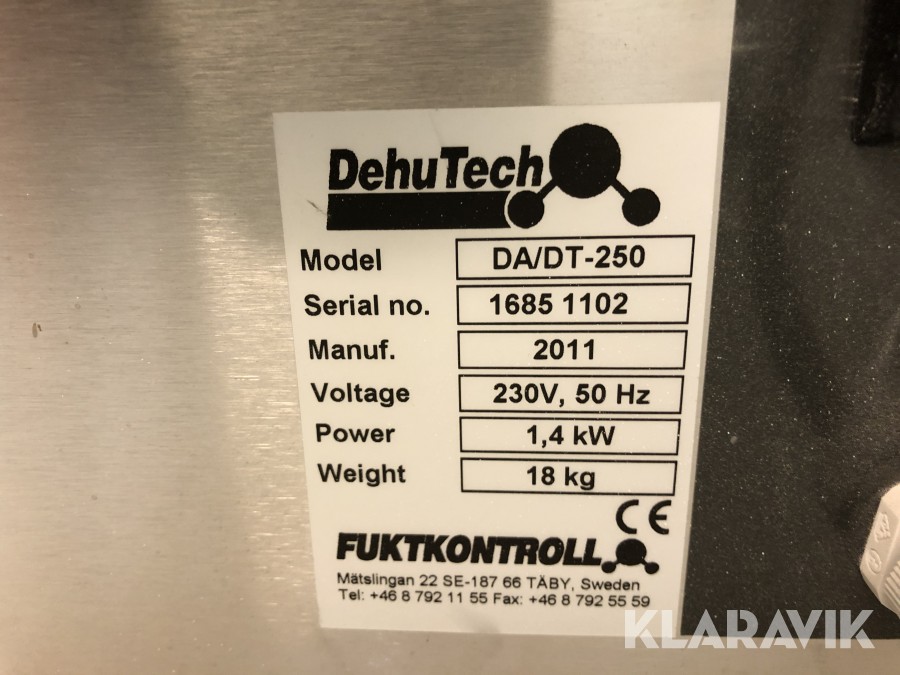 DehuTech
Model DA/DT-250
Serial no. 1685 1102
Manuf. 2011
Voltage 230V, 50 Hz
Power 1,4 kW
Weight 18 kg
CE
FUKTKONTROLL
Mätslingan 22 SE-187 66 TÄBY, Sweden
Tel: +46 8 792 11 55 Fax: +46 8 792 55 59
KLARAVIK